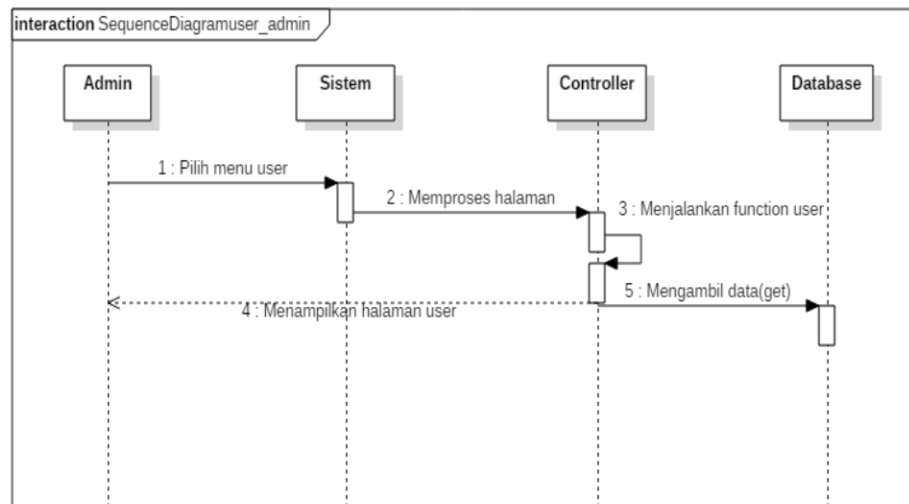 interaction SequenceDiagramuser_admin
Admin
Sistem
Controller
Database
1 : Pilih menu user
2 : Memproses halaman
3 : Menjalankan function user
5 : Mengambil data(get)
4 : Menampilkan halaman user